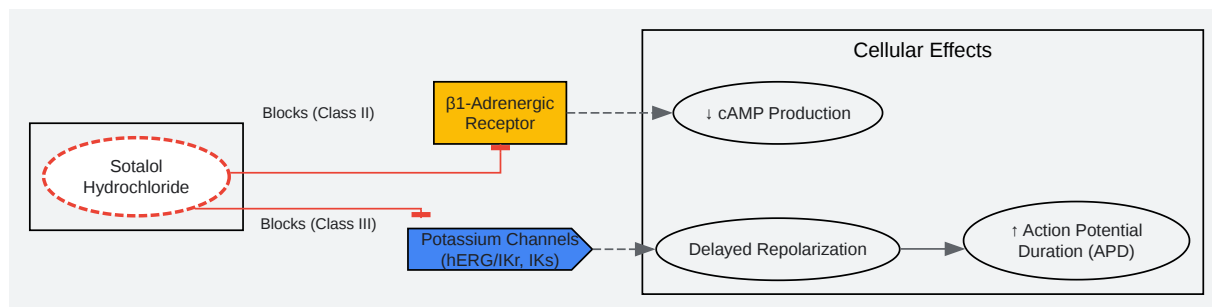 Cellular Effects
Blocks (Class II)
β1-Adrenergic
Receptor
↓ cAMP Production
Sotalol
Hydrochloride
Blocks (Class III)
Potassium Channels
(hERG/IKr, IKs)
Delayed Repolarization
↑ Action Potential
Duration (APD)